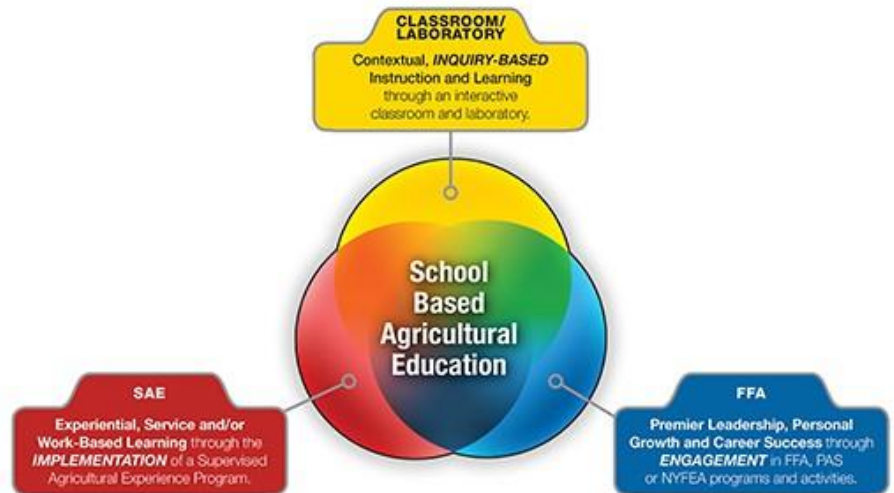 CLASSROOM/
LABORATORY
Contextual, INQUIRY-BASED
Instruction and Learning
through an interactive
classroom and laboratory.
School
Based
Agricultural
Education
SAE
Experiential, Service and/or
Work-Based Learning through the
IMPLEMENTATION of a Supervised
Agricultural Experience Program.
FFA
Premier Leadership, Personal
Growth and Career Success through
ENGAGEMENT in FFA, PAS
or NYFEA programs and activities.